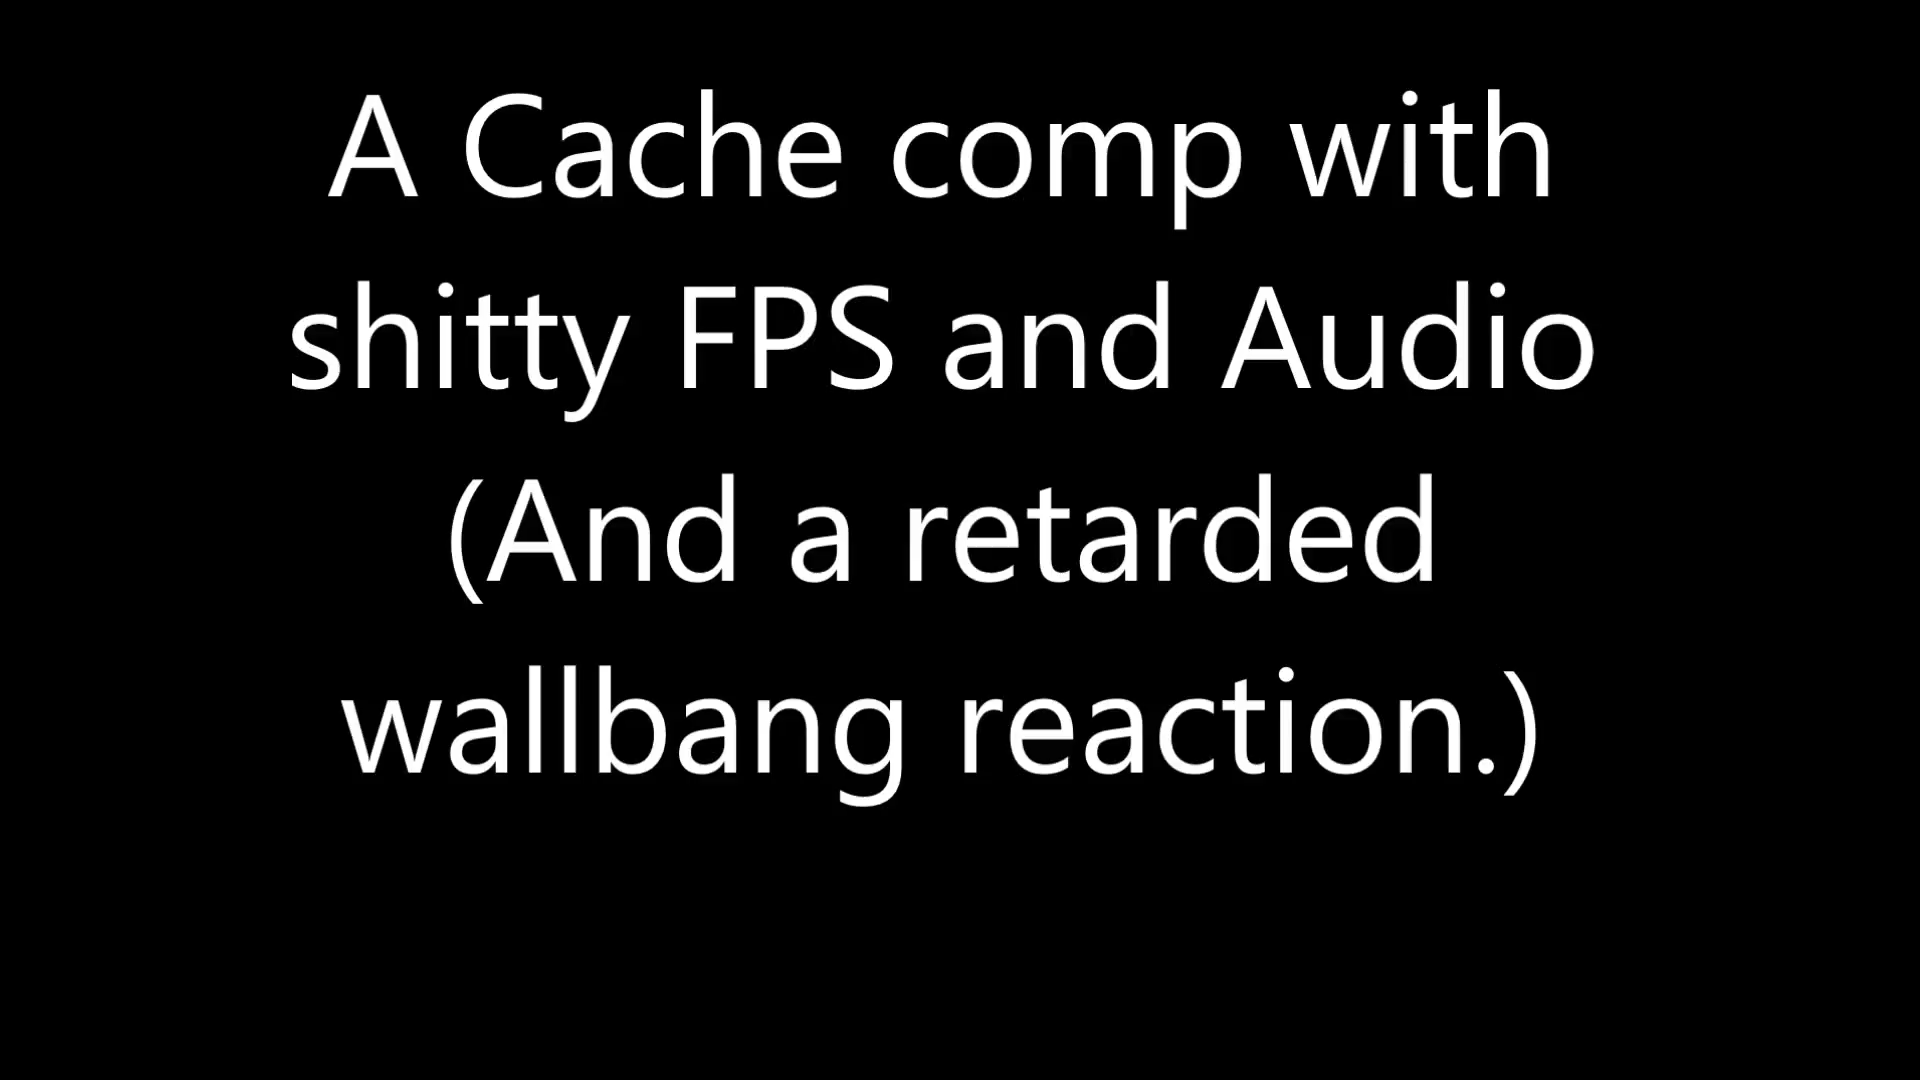 A Cache comp with
shitty FPS and Audio
(And a retarded
wallbang reaction.)